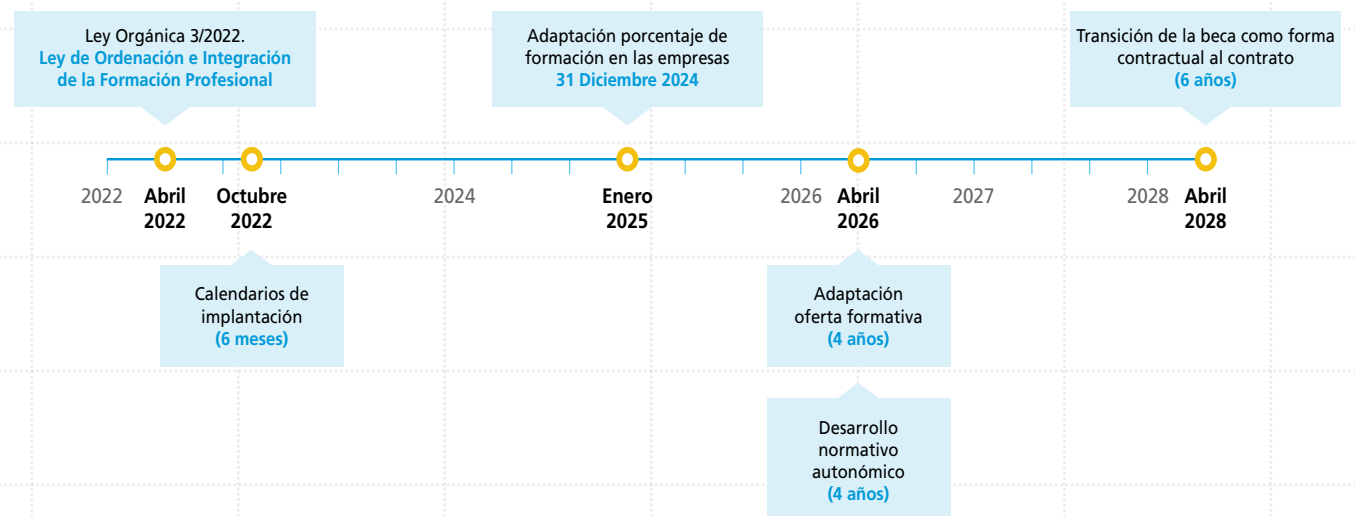 Ley Orgánica 3/2022.
Ley de Ordenación e Integración
de la Formación Profesional
Adaptación porcentaje de
formación en las empresas
31 Diciembre 2024
Transición de la beca como forma
contractual al contrato
(6 años)
2022
Abril
2022
Octubre
2022
2024
Enero
2025
2026
Abril
2026
2027
2028
Abril
2028
Calendarios de
implantación
(6 meses)
Adaptación
oferta formativa
(4 años)
Desarrollo
normativo
autonómico
(4 años)